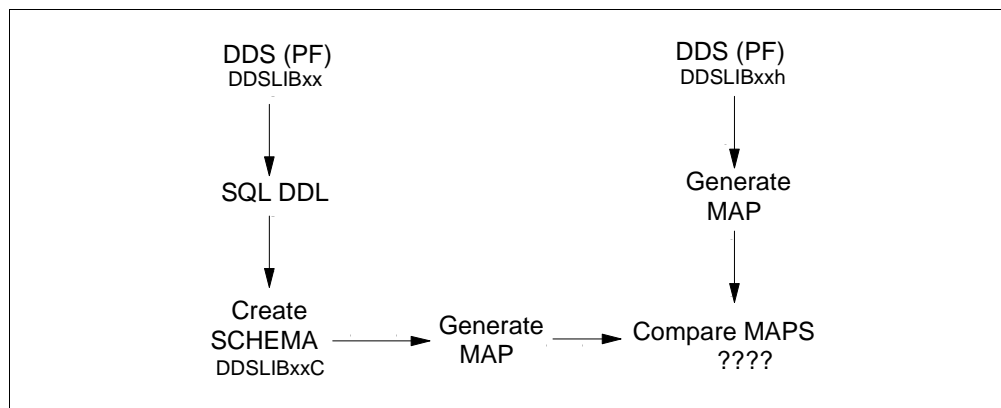 DDS (PF)
DDSLIBxx
SQL DDL
Create
SCHEMA
DDSLIBxxC
Generate
MAP
DDS (PF)
DDSLIBxxh
Generate
MAP
Compare MAPS
????